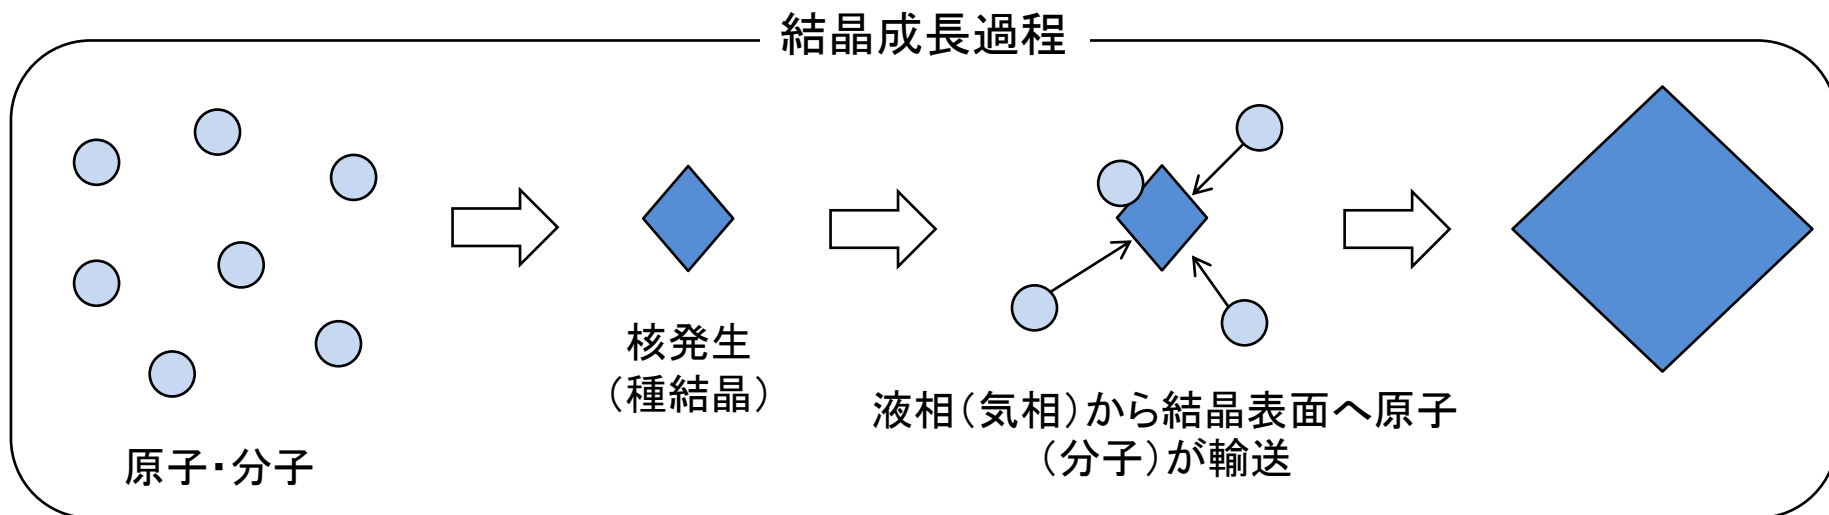 結晶成長過程
原子・分子
核発生
（種結晶）
液相（気相）から結晶表面へ原子
（分子）が輸送